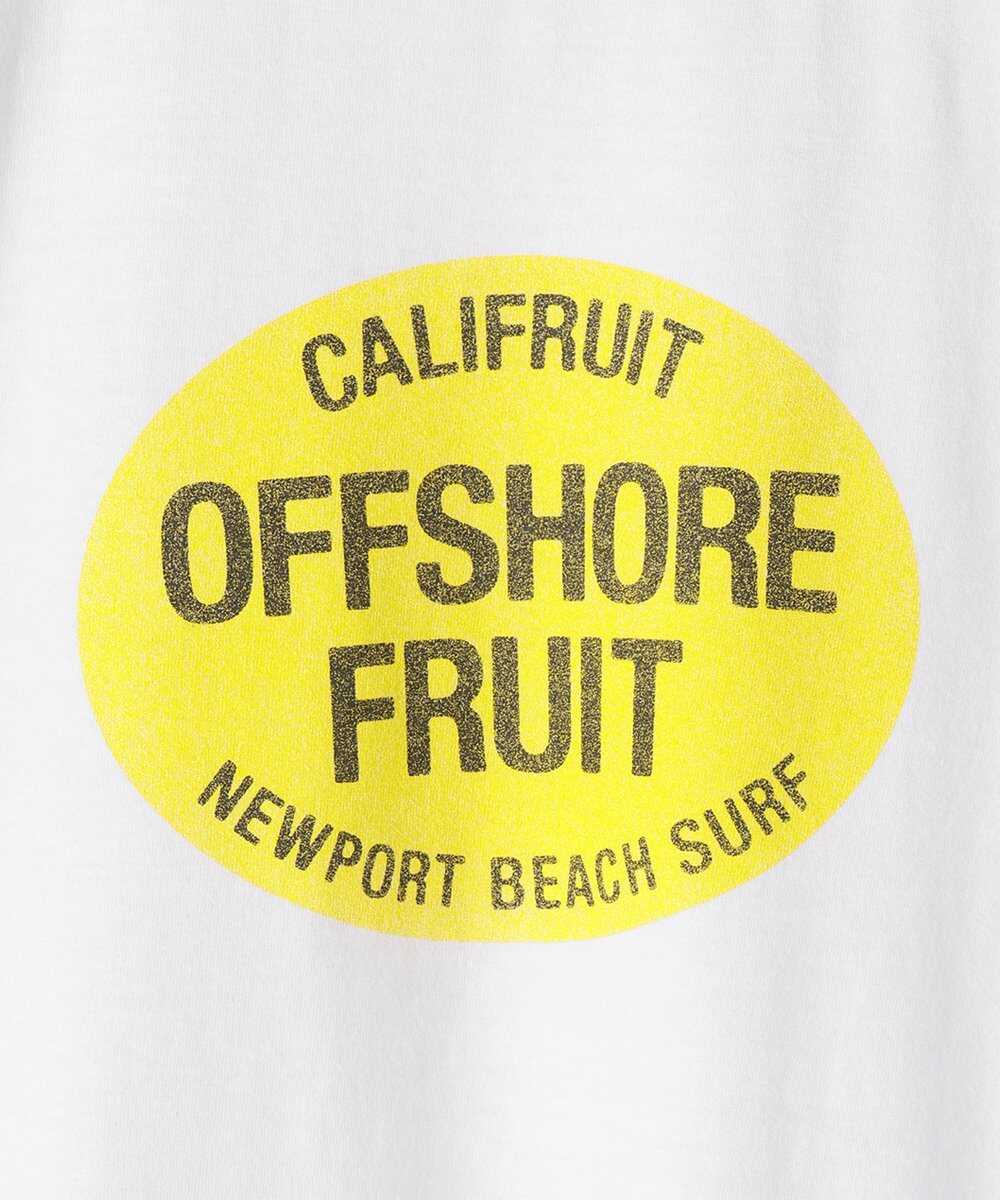 CALIFRUIT
OFFSHORE
FRUIT
NEWPORT BEACH SURF